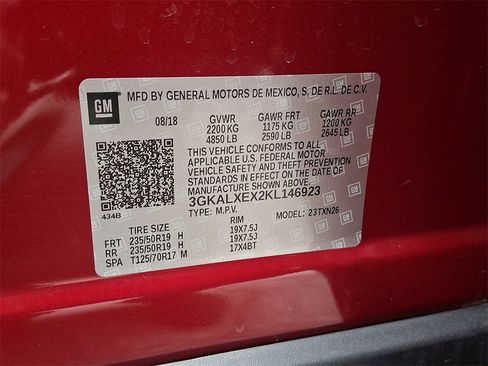 GM
MFD BY GENERAL MOTORS DE MEXICO, S. DE R.L. DE C.V.
08/18 GVWR GAWR FRT GAWR RR
2200 KG 1175 KG 1200 KG
4850 LB 2590 LB 2645 LB
THIS VEHICLE CONFORMS TO ALL
APPLICABLE U.S. FEDERAL MOTOR
VEHICLE SAFETY AND THEFT
PREVENTION STANDARDS IN EFFECT
ON THE DATE OF MANUFACTURE
SHOWN ABOVE.
3GKALXEX2KL146923
434B TYPE: M.P.V. MODEL: 23TXN26
TIRE SIZE RIM
FRT 235/50R19 H 19X7.5J
RR 235/50R19 H 19X7.5J
SPA T125/70R17 M 17X4BT